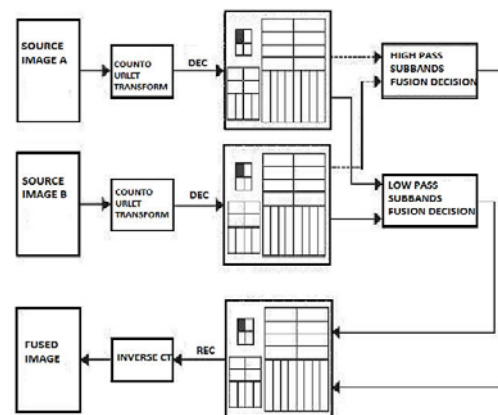 SOURCE
IMAGE A
COUNTO
URLET
TRANSFORM
DEC
HIGH PASS
SUBBANDS
FUSION DECISION
SOURCE
IMAGE B
COUNTO
URLET
TRANSFORM
DEC
LOW PASS
SUBBANDS
FUSION DECISION
FUSED
IMAGE
INVERSE CT
REC